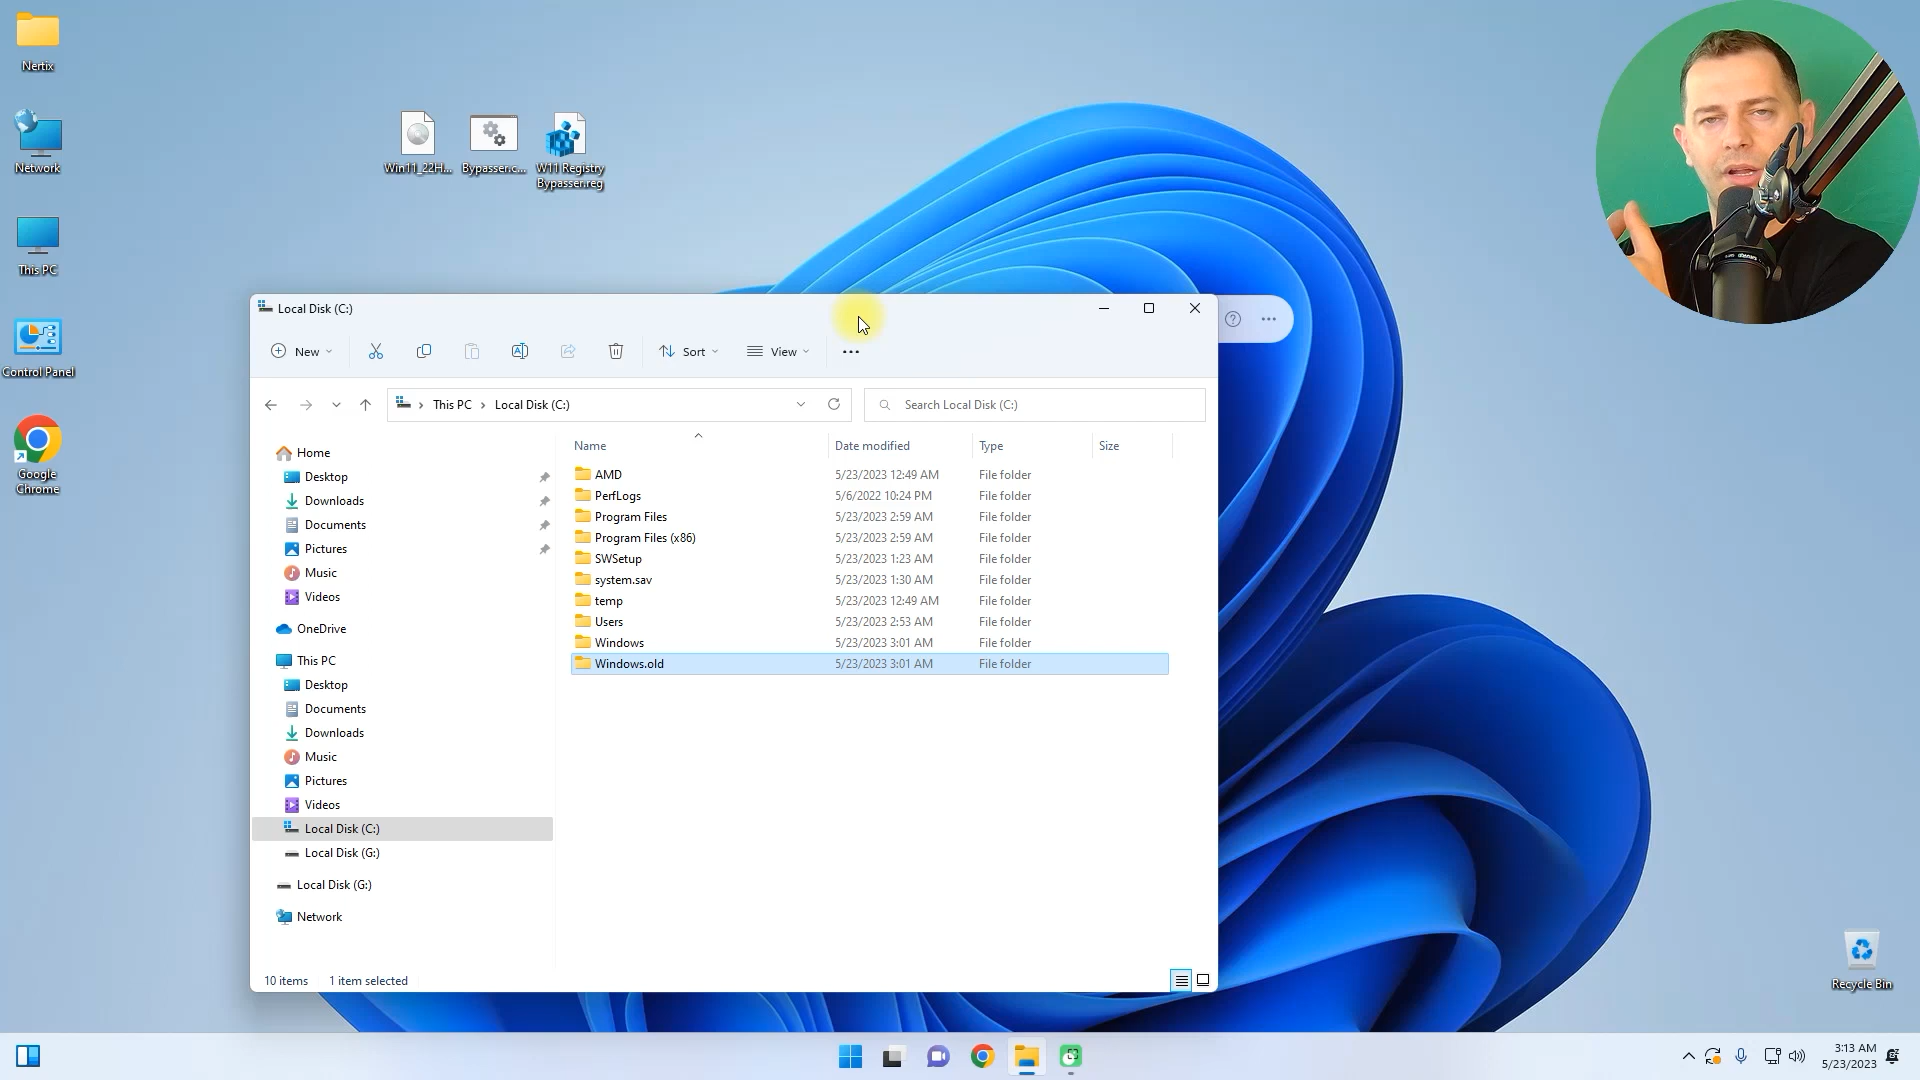 Nertix
Network
This PC
Control Panel
Google
Chrome
Win11_22H...
Bypasser.c...
W11 Registry
Bypasser.reg
Local Disk (C:)
New
Sort
View
This PC
Local Disk (C:)
Search Local Disk (C:)
Home
Desktop
Downloads
Documents
Pictures
Music
Videos
OneDrive
This PC
Desktop
Documents
Downloads
Music
Pictures
Videos
Local Disk (C:)
Local Disk (G:)
Local Disk (G:)
Network
Name Date modified Type Size
AMD 5/23/2023 12:49 AM File folder
PerfLogs 5/6/2022 10:24 PM File folder
Program Files 5/23/2023 2:59 AM File folder
Program Files (x86) 5/23/2023 2:59 AM File folder
SWSetup 5/23/2023 1:23 AM File folder
system.sav 5/23/2023 1:30 AM File folder
temp 5/23/2023 12:49 AM File folder
Users 5/23/2023 2:53 AM File folder
Windows 5/23/2023 3:01 AM File folder
Windows.old 5/23/2023 3:01 AM File folder
10 items 1 item selected
Recycle Bin
3:13 AM
5/23/2023